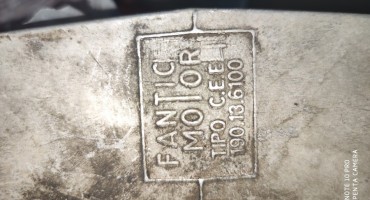 FANTIC
MOTOR
TIPO C.E.E.
190.13.6100
NOTE 10 PRO
PENTA CAMERA